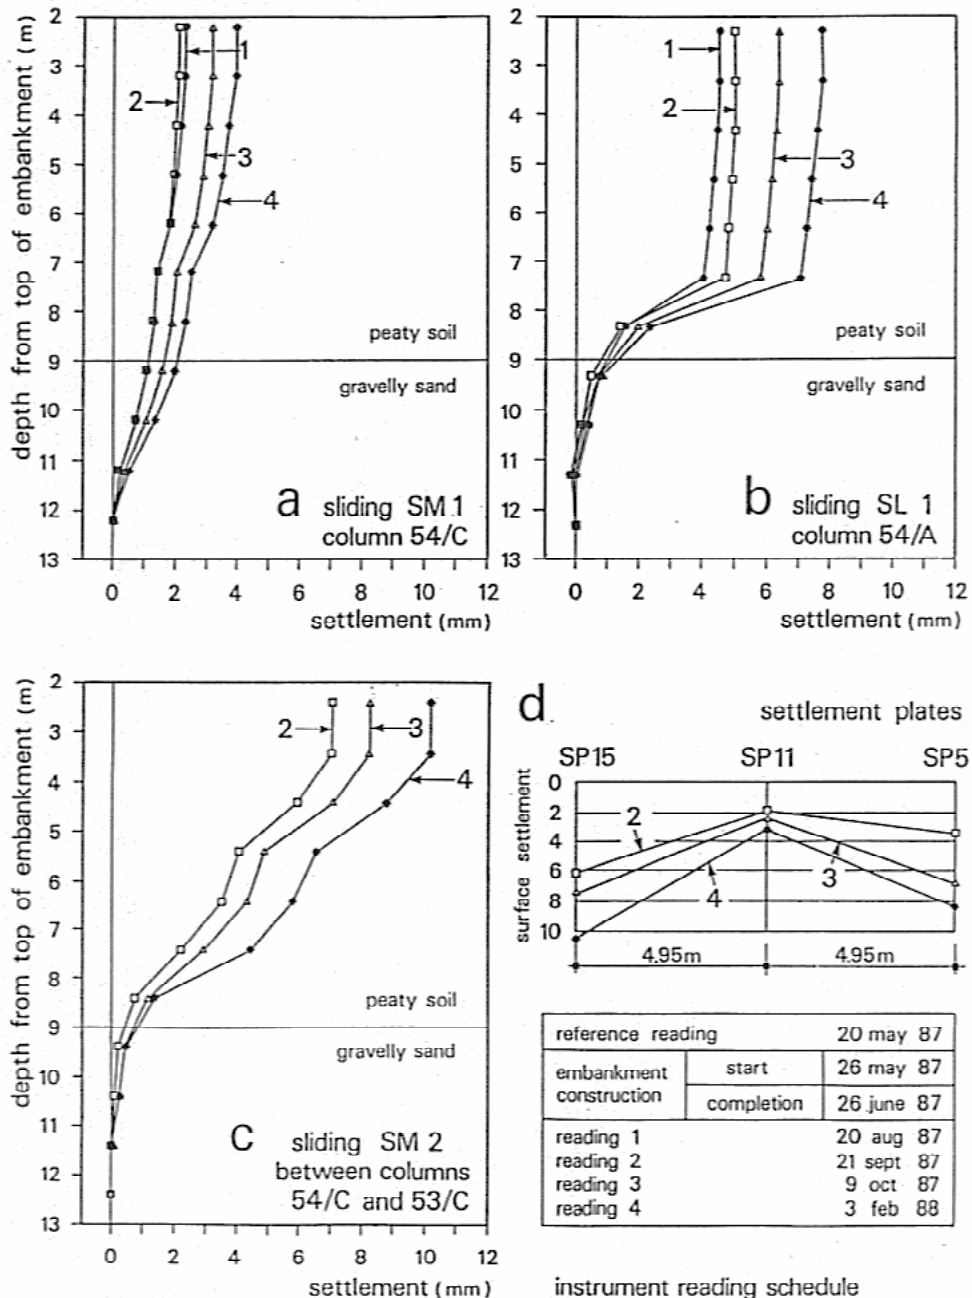 depth from top of embankment (m)
2
3
4
5
6
7
8
9
10
11
12
13
1
2
3
4
peaty soil
gravelly sand
a sliding SM 1
column 54/C
0 2 4 6 8 10 12
settlement (mm)
2
3
4
5
6
7
8
9
10
11
12
13
1
2
3
4
peaty soil
gravelly sand
b sliding SL 1
column 54/A
0 2 4 6 8 10 12
settlement (mm)
depth from top of embankment (m)
2
3
4
5
6
7
8
9
10
11
12
13
2
3
4
peaty soil
gravelly sand
C sliding SM 2
between columns
54/C and 53/C
0 2 4 6 8 10 12
settlement (mm)
d settlement plates
SP15 SP11 SP5
surface settlement
0
2
4
6
8
10
2
3
4
4.95m 4.95m
reference reading 20 may 87
embankment construction start 26 may 87
completion 26 june 87
reading 1 20 aug 87
reading 2 21 sept 87
reading 3 9 oct 87
reading 4 3 feb 88
instrument reading schedule